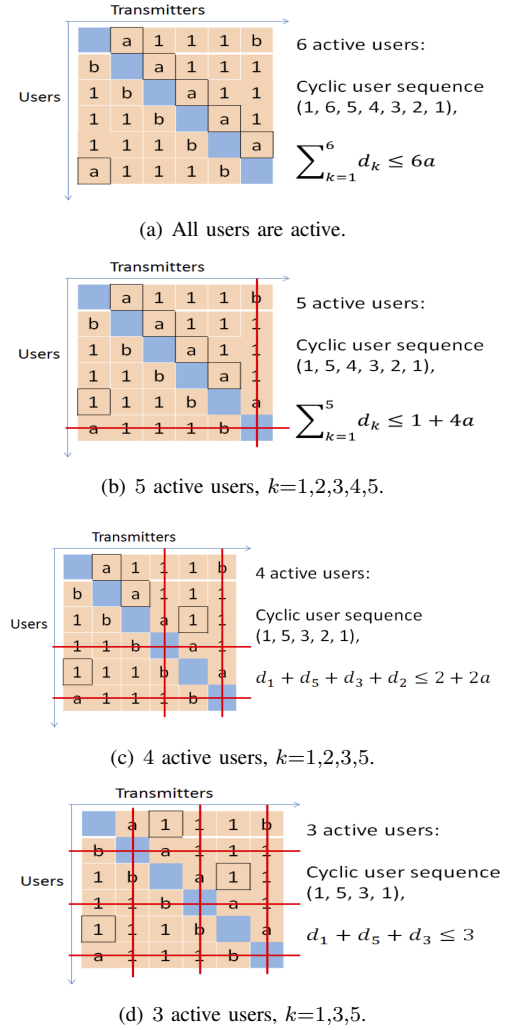 Transmitters
Users
a 1 1 1 b
b a 1 1 1
1 b a 1 1
1 1 b a 1
1 1 1 b a
a 1 1 1 b
6 active users:
Cyclic user sequence
(1, 6, 5, 4, 3, 2, 1),
∑_{k=1}^{6} d_k ≤ 6a
(a) All users are active.
Transmitters
Users
a 1 1 1 b
b a 1 1 1
1 b a 1 1
1 1 b a 1
1 1 1 b a
a 1 1 1 b
5 active users:
Cyclic user sequence
(1, 5, 4, 3, 2, 1),
∑_{k=1}^{5} d_k ≤ 1 + 4a
(b) 5 active users, k=1,2,3,4,5.
Transmitters
Users
a 1 1 1 b
b a 1 1 1
1 b a 1 1
1 1 b a 1
1 1 1 b a
a 1 1 1 b
4 active users:
Cyclic user sequence
(1, 5, 3, 2, 1),
d_1 + d_5 + d_3 + d_2 ≤ 2 + 2a
(c) 4 active users, k=1,2,3,5.
Transmitters
Users
a 1 1 1 b
b a 1 1 1
1 b a 1 1
1 1 b a 1
1 1 1 b a
a 1 1 1 b
3 active users:
Cyclic user sequence
(1, 5, 3, 1),
d_1 + d_5 + d_3 ≤ 3
(d) 3 active users, k=1,3,5.